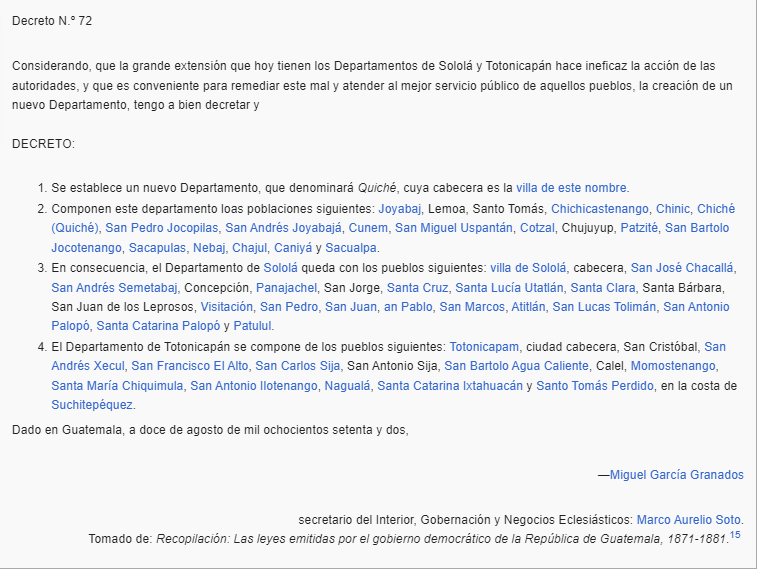 Decreto N.° 72
Considerando, que la grande extensión que hoy tienen los Departamentos de Sololá y Totonicapán hace ineficaz la acción de las
autoridades, y que es conveniente para remediar este mal y atender al mejor servicio público de aquellos pueblos, la creación de un
nuevo Departamento, tengo a bien decretar y
DECRETO:
1. Se establece un nuevo Departamento, que denominará Quiché, cuya cabecera es la villa de este nombre.
2. Componen este departamento loas poblaciones siguientes: Joyabaj, Lemoa, Santo Tomás, Chichicastenango, Chinic, Chiché
(Quiché), San Pedro Jocopilas, San Andrés Joyabajá, Cunem, San Miguel Uspantán, Cotzal, Chujuyup, Patzité, San Bartolo
Jocotenango, Sacapulas, Nebaj, Chajul, Caniyá y Sacualpa.
3. En consecuencia, el Departamento de Sololá queda con los pueblos siguientes: villa de Sololá, cabecera, San José Chacallá,
San Andrés Semetabaj, Concepción, Panajachel, San Jorge, Santa Cruz, Santa Lucía Utatlán, Santa Clara, Santa Bárbara,
San Juan de los Leprosos, Visitación, San Pedro, San Juan, an Pablo, San Marcos, Atitlán, San Lucas Tolimán, San Antonio
Palopó, Santa Catarina Palopó y Patulul.
4. El Departamento de Totonicapán se compone de los pueblos siguientes: Totonicapam, ciudad cabecera, San Cristóbal, San
Andrés Xecul, San Francisco El Alto, San Carlos Sija, San Antonio Sija, San Bartolo Agua Caliente, Calel, Momostenango,
Santa María Chiquimula, San Antonio Ilotenango, Nagualá, Santa Catarina Ixtahuacán y Santo Tomás Perdido, en la costa de
Suchitepéquez.
Dado en Guatemala, a doce de agosto de mil ochocientos setenta y dos,
—Miguel García Granados
secretario del Interior, Gobernación y Negocios Eclesiásticos: Marco Aurelio Soto.
Tomado de: Recopilación: Las leyes emitidas por el gobierno democrático de la República de Guatemala, 1871-1881.15